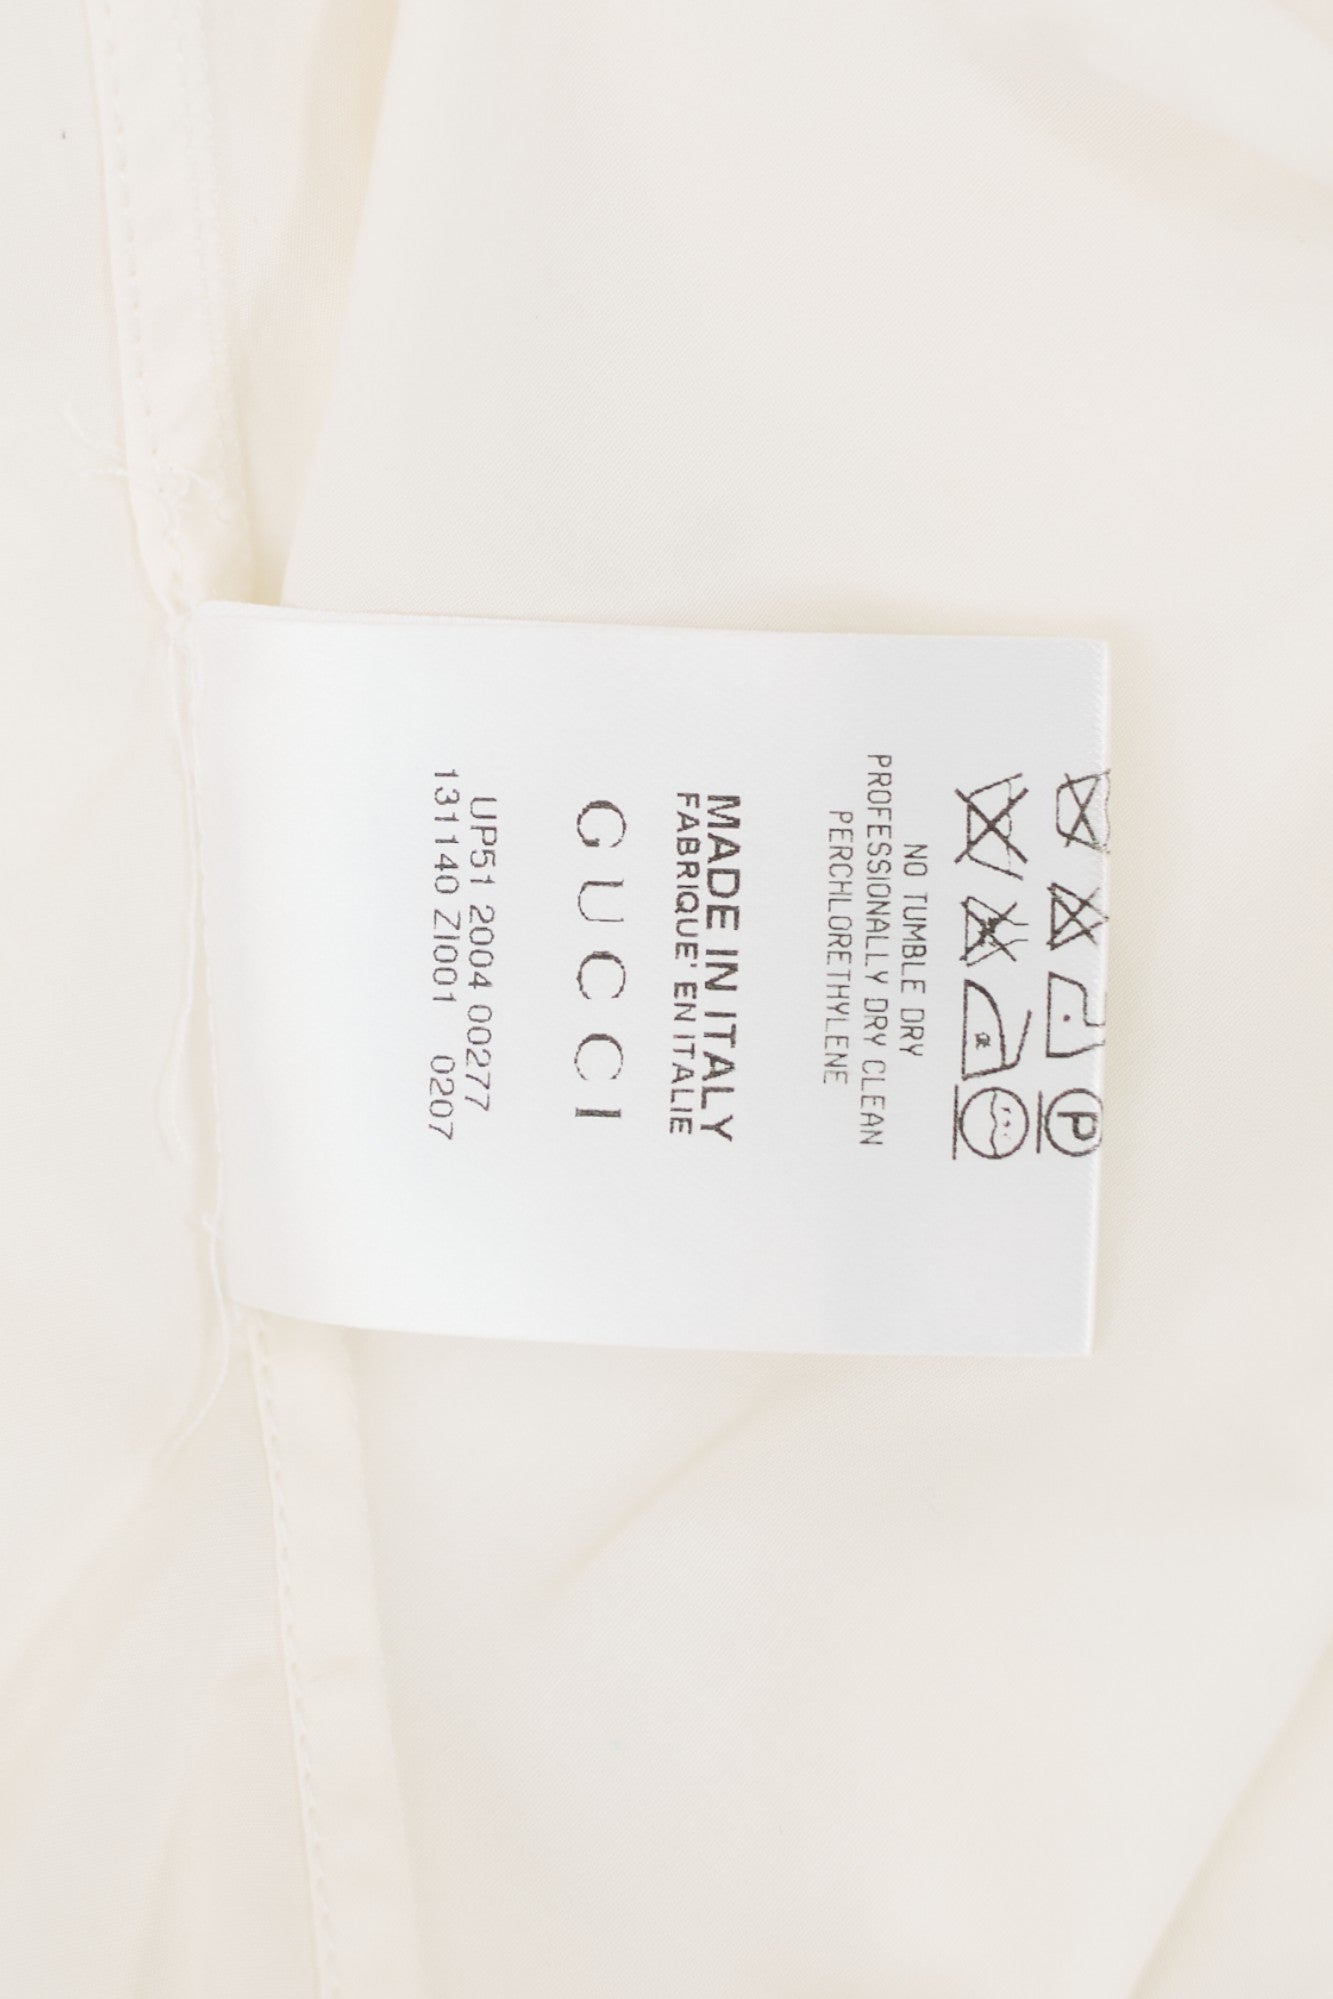 P
NO TUMBLE DRY
PROFESSIONALLY DRY CLEAN
PERCHLORETHYLENE
MADE IN ITALY
FABRIQUE' EN ITALIE
GUCCI
UP51 2004 00277
131140 ZI001 0207